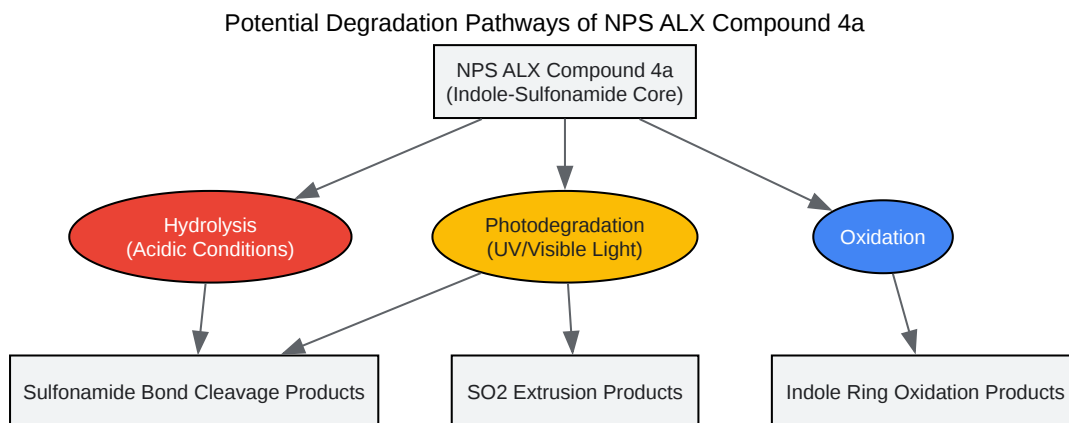 Potential Degradation Pathways of NPS ALX Compound 4a
NPS ALX Compound 4a
(Indole-Sulfonamide Core)
Hydrolysis
(Acidic Conditions)
Photodegradation
(UV/Visible Light)
Oxidation
Sulfonamide Bond Cleavage Products
SO2 Extrusion Products
Indole Ring Oxidation Products